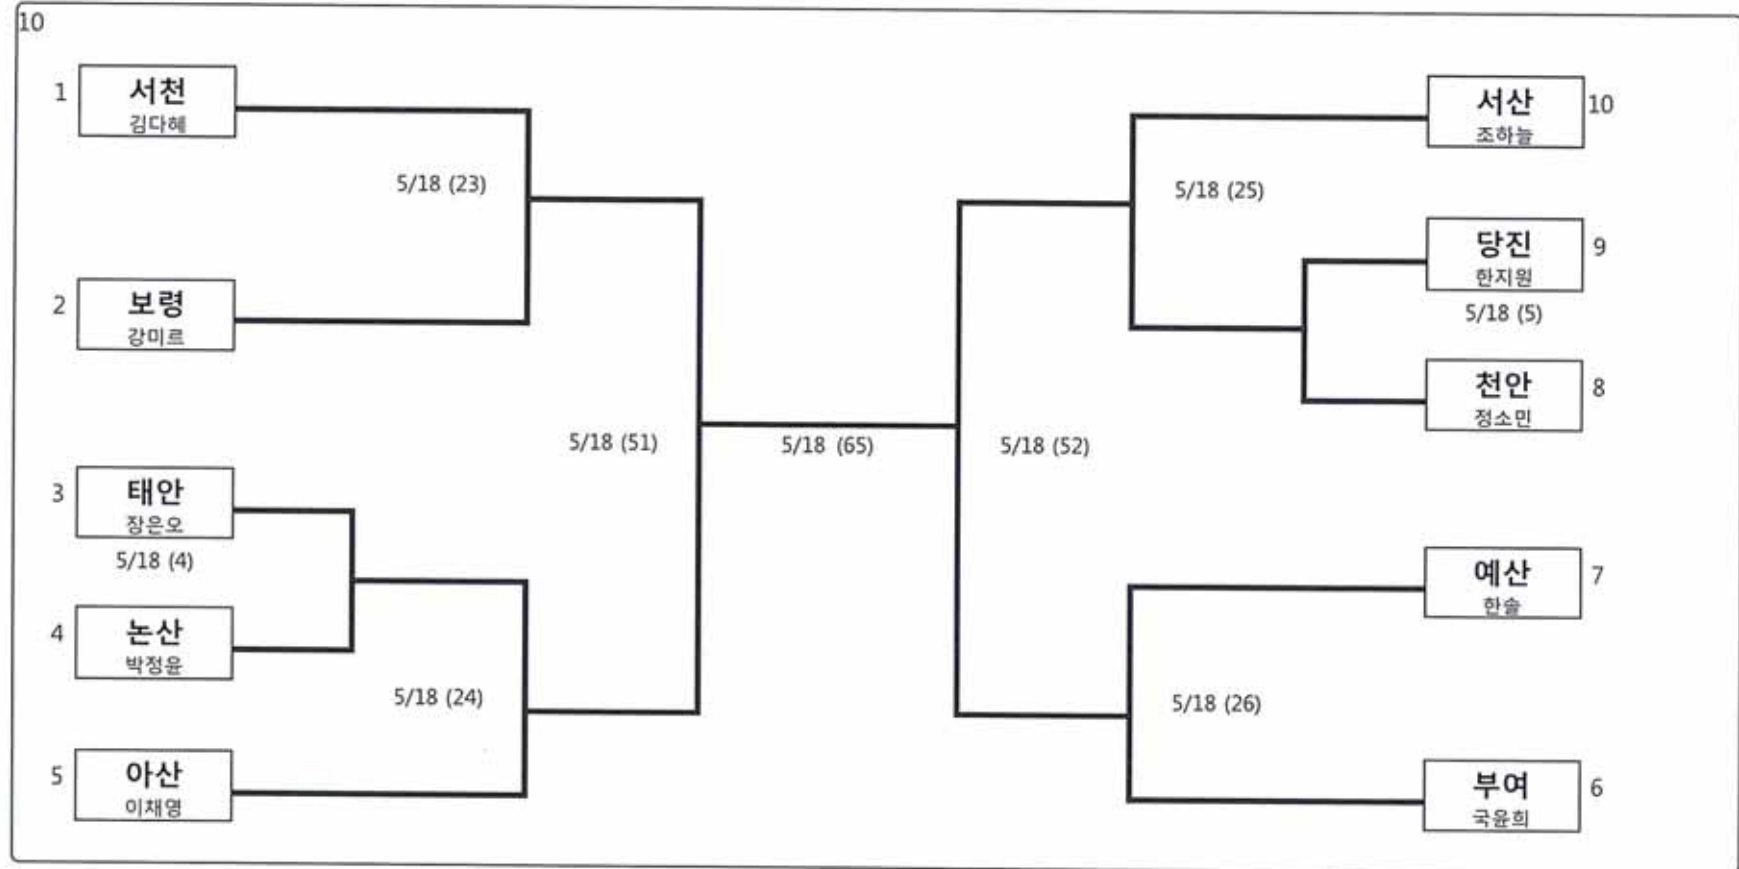 10
1
서천
김다혜
5/18 (23)
2
보령
강미르
3
태안
장은오
5/18 (4)
4
논산
박정윤
5/18 (24)
5
아산
이채영
5/18 (51)
5/18 (65)
5/18 (52)
서산
조하늘
10
5/18 (25)
당진
한지원
9
5/18 (5)
천안
정소민
8
예산
한솔
7
5/18 (26)
부여
국윤희
6